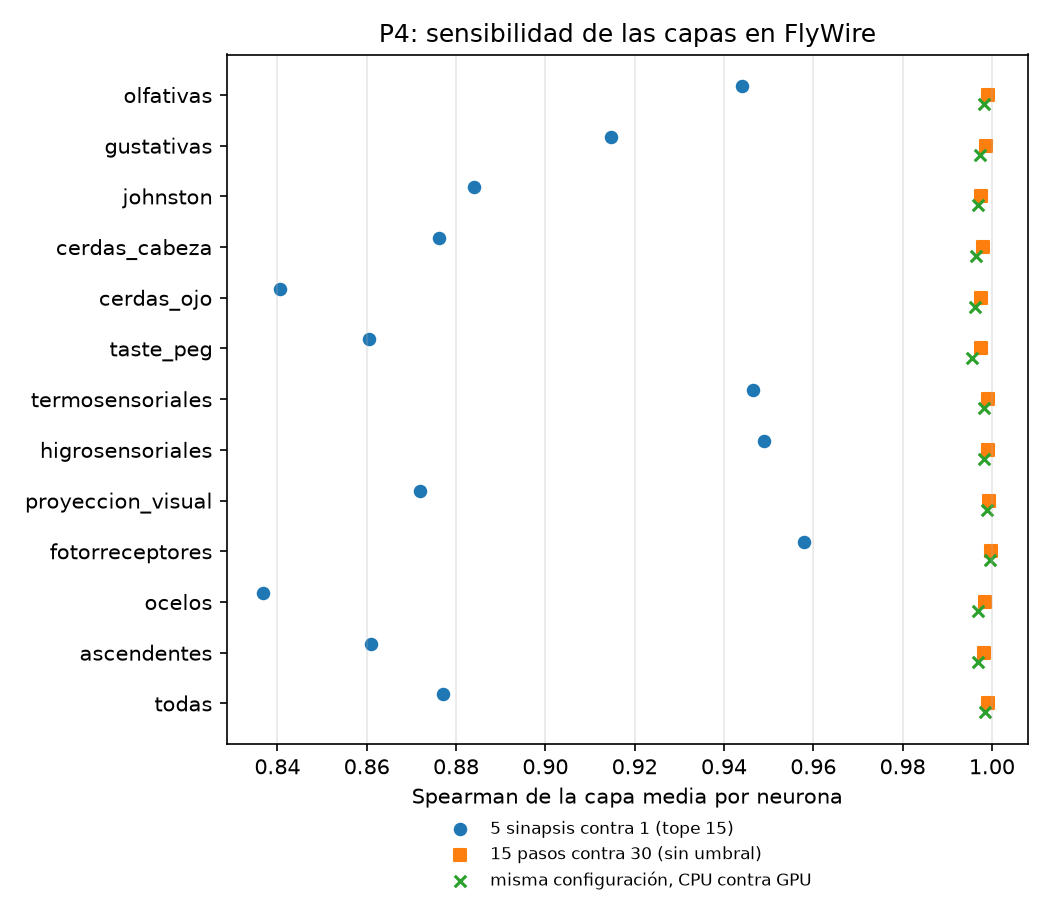 P4: sensibilidad de las capas en FlyWire
olfativas
gustativas
johnston
cerdas_cabeza
cerdas_ojo
taste_peg
termosensoriales
higrosensoriales
proyeccion_visual
fotorreceptores
ocelos
ascendentes
todas
0.84 0.86 0.88 0.90 0.92 0.94 0.96 0.98 1.00
Spearman de la capa media por neurona
5 sinapsis contra 1 (tope 15)
15 pasos contra 30 (sin umbral)
misma configuración, CPU contra GPU